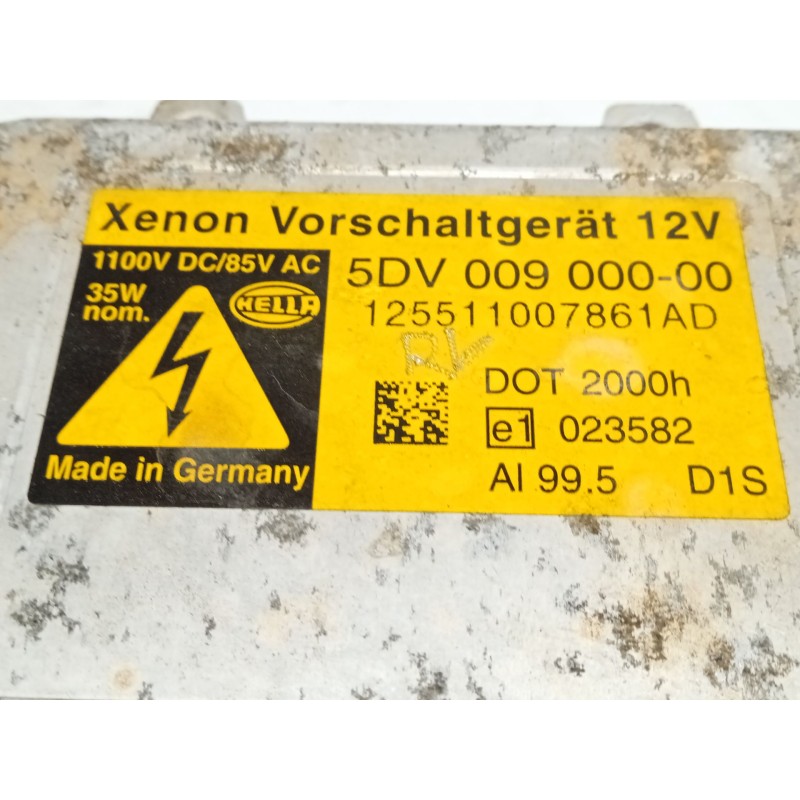 Xenon Vorschaltgerät 12V
1100V DC/85V AC
35W
nom.
HELLA
Made in Germany
5DV 009 000-00
125511007861AD
DOT 2000h
e1 023582
Al 99.5 D1S